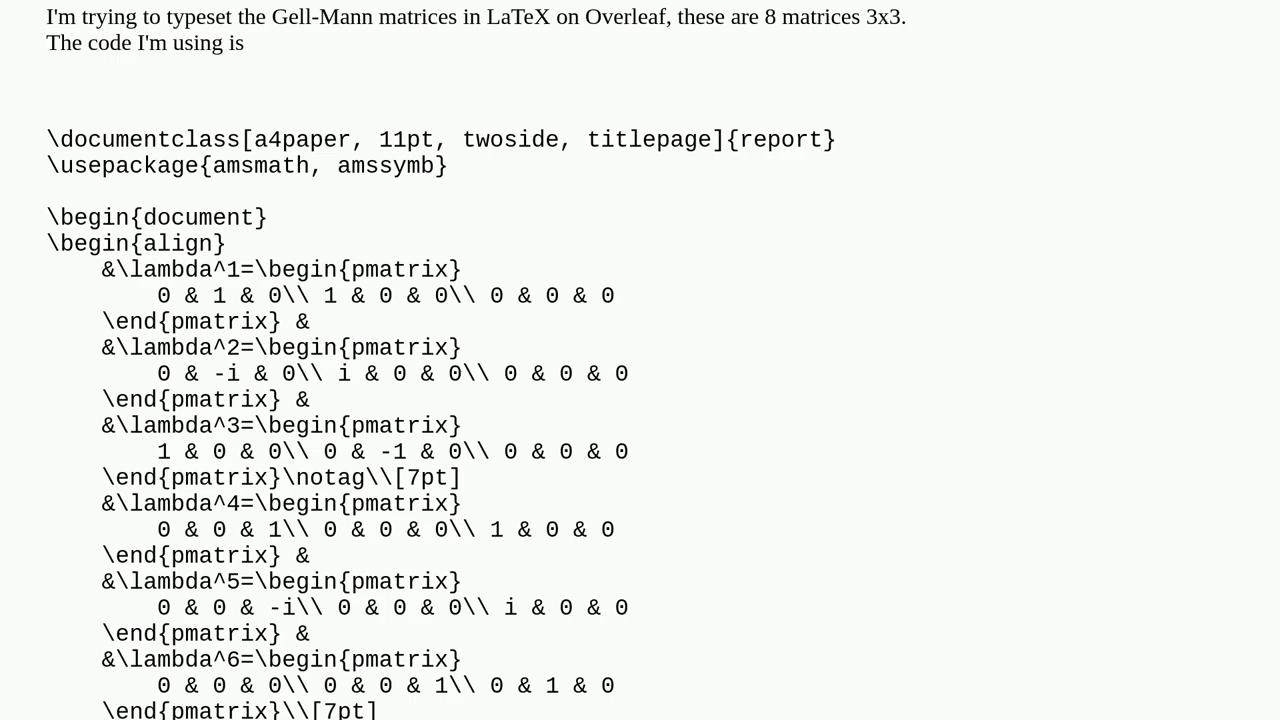 I'm trying to typeset the Gell-Mann matrices in LaTeX on Overleaf, these are 8 matrices 3x3.
The code I'm using is
\documentclass[a4paper, 11pt, twoside, titlepage]{report}
\usepackage{amsmath, amssymb}
\begin{document}
\begin{align}
    &\lambda^1=\begin{pmatrix}
        0 & 1 & 0\\ 1 & 0 & 0\\ 0 & 0 & 0
    \end{pmatrix} &
    &\lambda^2=\begin{pmatrix}
        0 & -i & 0\\ i & 0 & 0\\ 0 & 0 & 0
    \end{pmatrix} &
    &\lambda^3=\begin{pmatrix}
        1 & 0 & 0\\ 0 & -1 & 0\\ 0 & 0 & 0
    \end{pmatrix}\notag\\[7pt]
    &\lambda^4=\begin{pmatrix}
        0 & 0 & 1\\ 0 & 0 & 0\\ 1 & 0 & 0
    \end{pmatrix} &
    &\lambda^5=\begin{pmatrix}
        0 & 0 & -i\\ 0 & 0 & 0\\ i & 0 & 0
    \end{pmatrix} &
    &\lambda^6=\begin{pmatrix}
        0 & 0 & 0\\ 0 & 0 & 1\\ 0 & 1 & 0
    \end{pmatrix}\\[7pt]